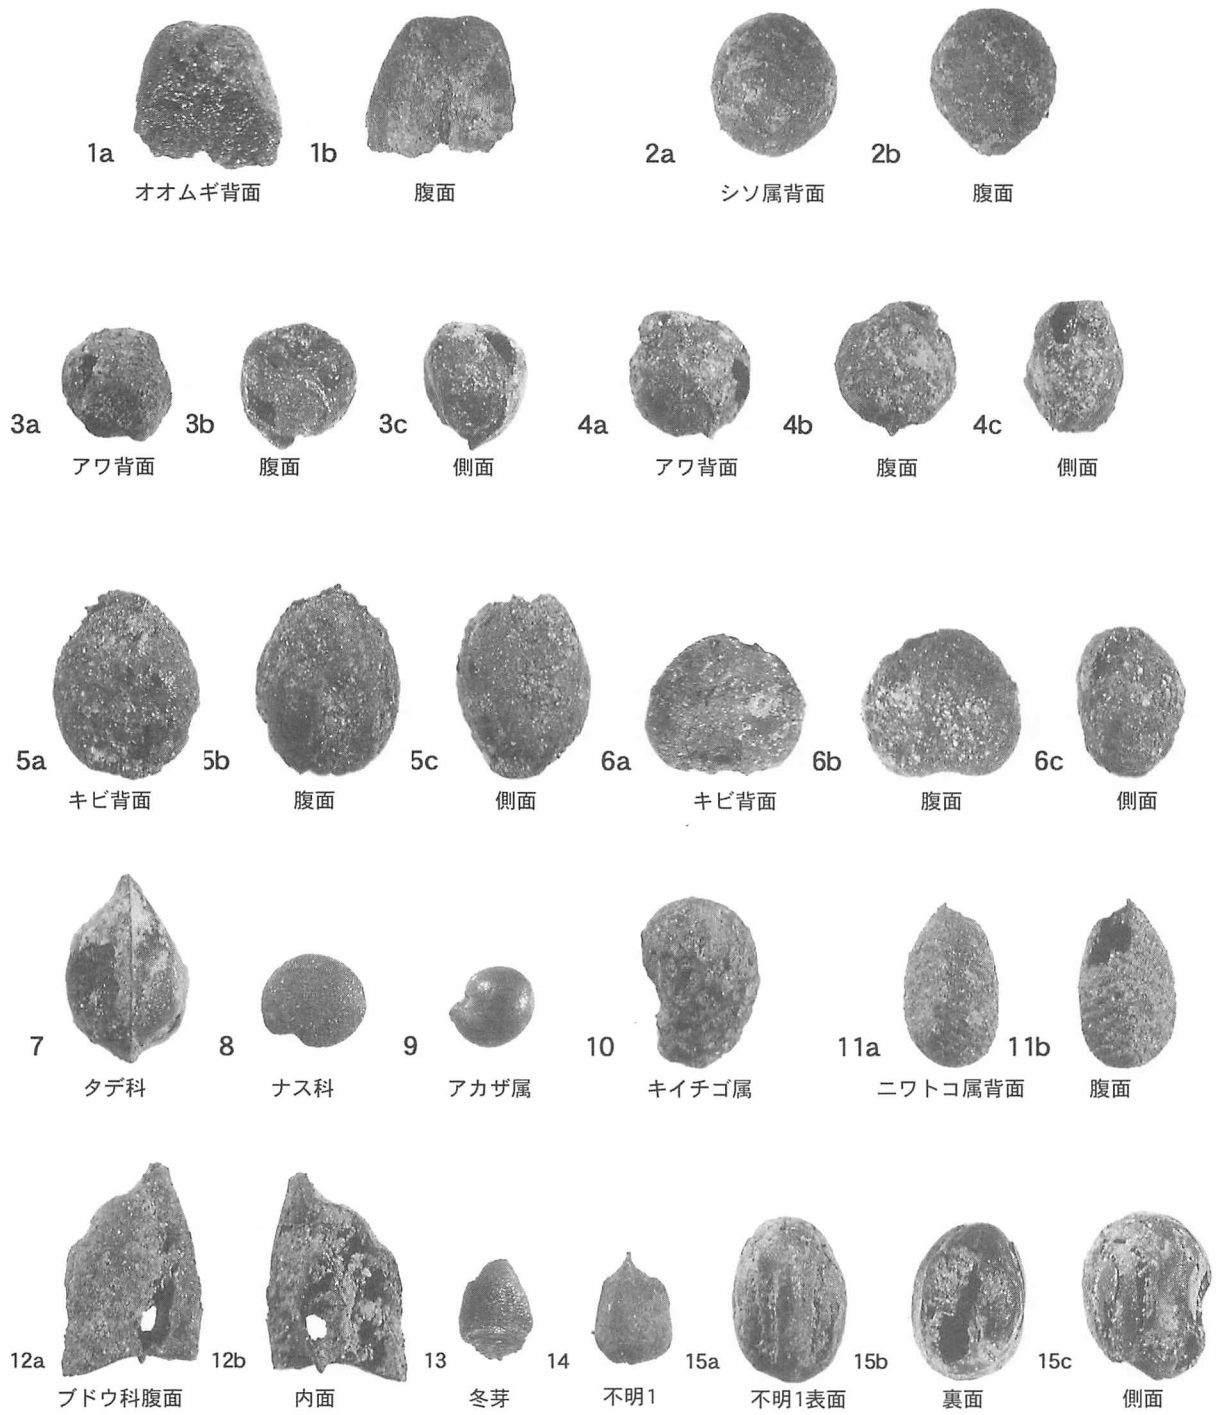 1a 1b 2a 2b
オオムギ背面 腹面 シソ属背面 腹面
3a 3b 3c 4a 4b 4c
アワ背面 腹面 側面 アワ背面 腹面 側面
5a 5b 5c 6a 6b 6c
キビ背面 腹面 側面 キビ背面 腹面 側面
7 8 9 10 11a 11b
タデ科 ナス科 アカザ属 キイチゴ属 ニワトコ属背面 腹面
12a 12b 13 14 15a 15b 15c
ブドウ科腹面 内面 冬芽 不明1 不明1表面 裏面 側面